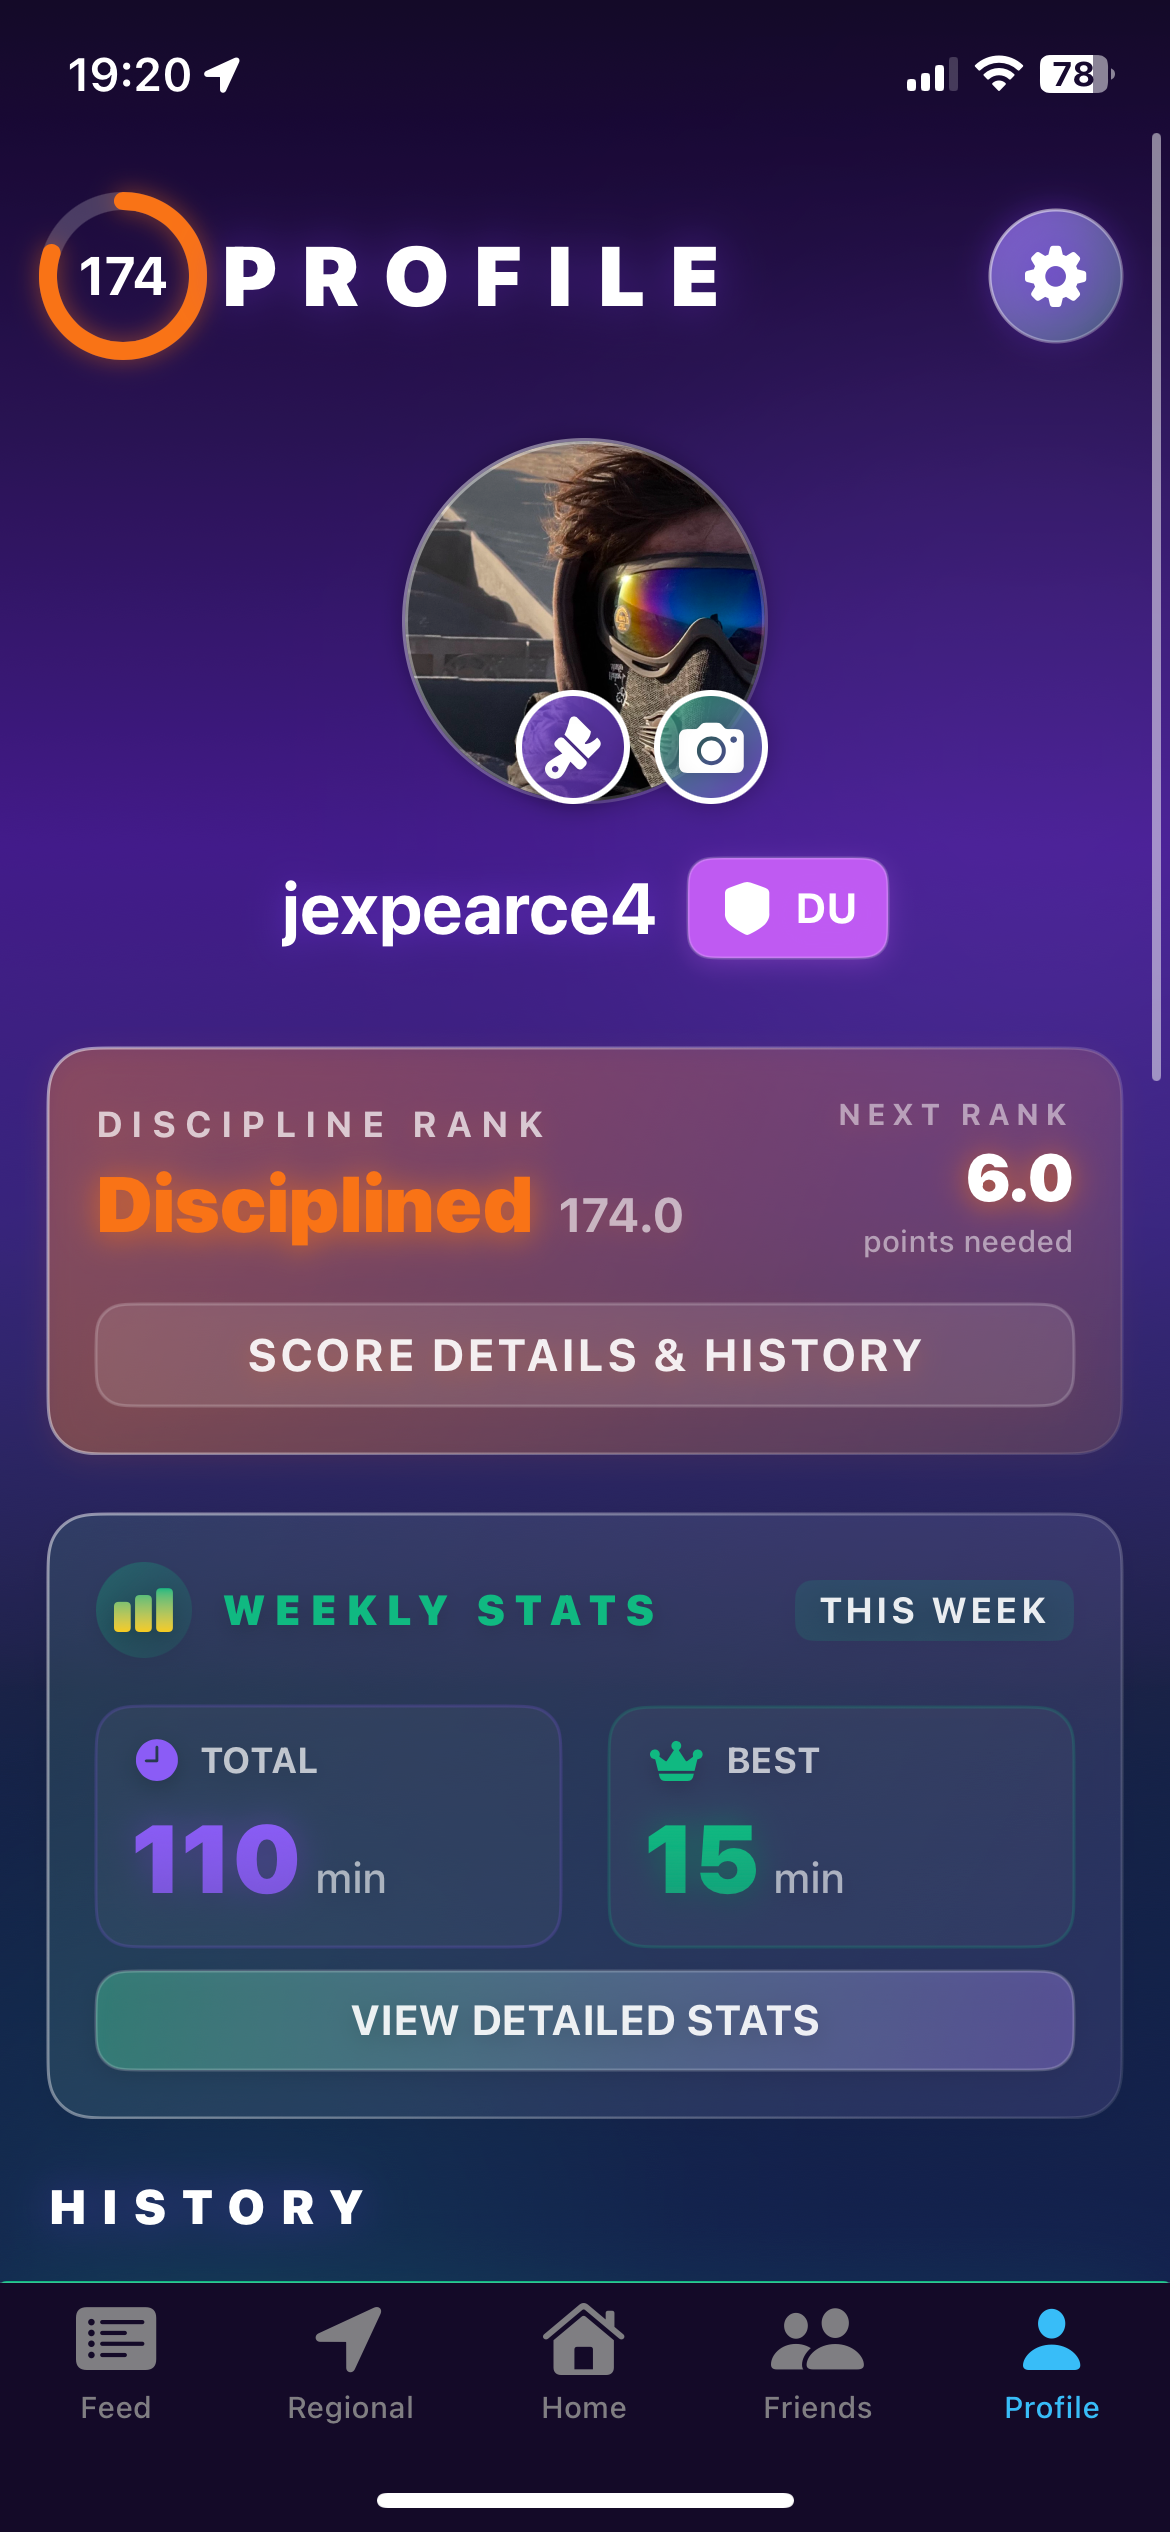 19:20
78
174
PROFILE
jexpearce4
DU
DISCIPLINE RANK
Disciplined 174.0
NEXT RANK
6.0
points needed
SCORE DETAILS & HISTORY
WEEKLY STATS
THIS WEEK
TOTAL
110 min
BEST
15 min
VIEW DETAILED STATS
HISTORY
Feed
Regional
Home
Friends
Profile